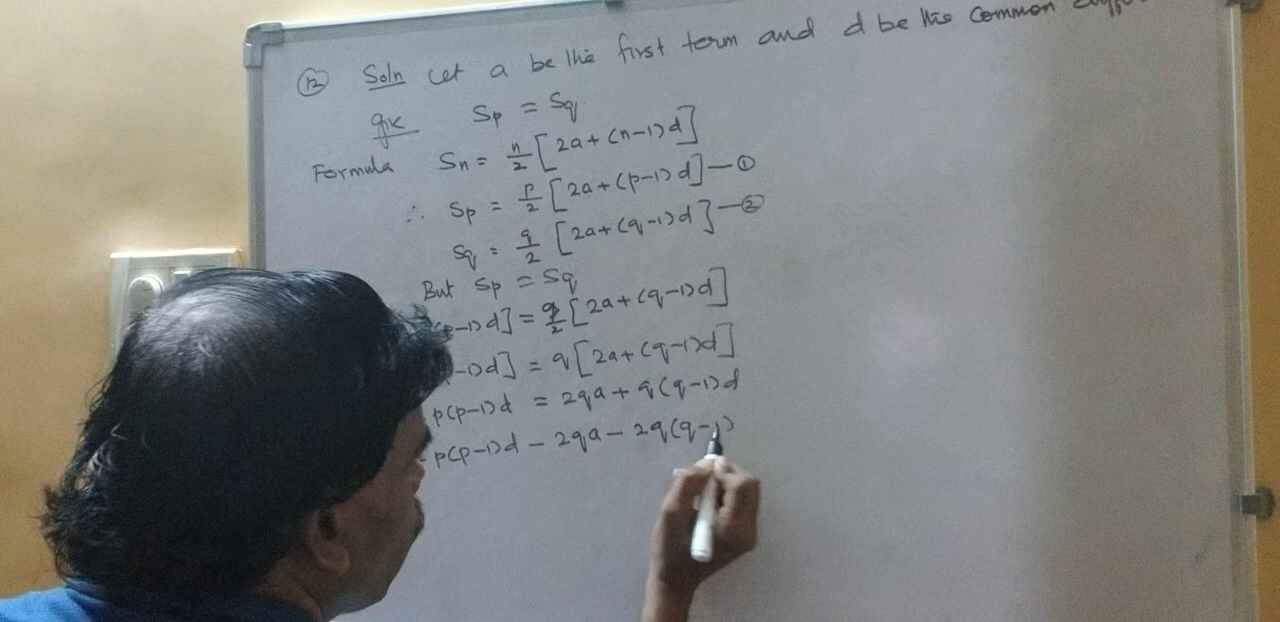 ⑫ Soln Let a be the first term and d be the common
giv Sp = Sq
Formula Sn = n/2 [2a+(n-1)d]
∴ Sp = p/2 [2a+(p-1)d] —①
Sq = q/2 [2a+(q-1)d] —②
But Sp = Sq
(p-1)d] = q/2 [2a+(q-1)d]
-1)d] = q[2a+(q-1)d]
p(p-1)d = 2qa + q(q-1)d
p(p-1)d - 2qa - 2q(q-1)